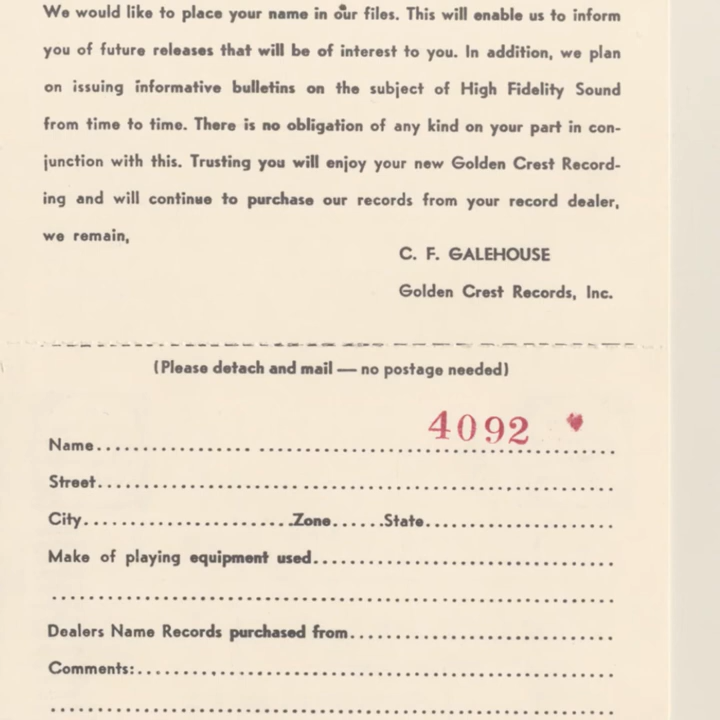 We would like to place your name in our files. This will enable us to inform
you of future releases that will be of interest to you. In addition, we plan
on issuing informative bulletins on the subject of High Fidelity Sound
from time to time. There is no obligation of any kind on your part in con-
junction with this. Trusting you will enjoy your new Golden Crest Record-
ing and will continue to purchase our records from your record dealer,
we remain,
C. F. GALEHOUSE
Golden Crest Records, Inc.
(Please detach and mail — no postage needed)
4092
Name
Street
City Zone State
Make of playing equipment used
Dealers Name Records purchased from
Comments: